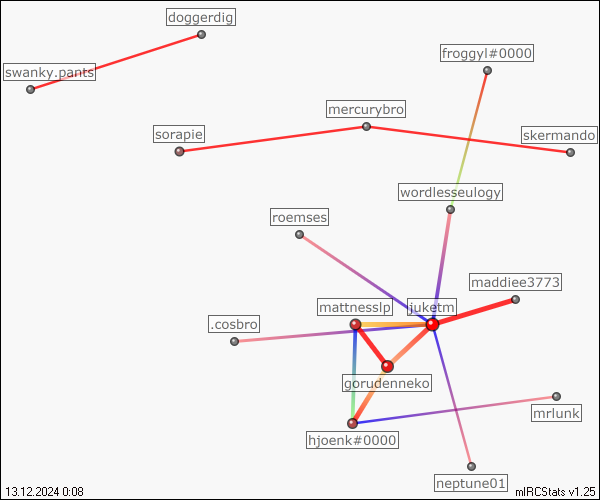 doggerdig
froggyl#0000
swanky.pants
mercurybro
sorapie
skermando
wordlesseulogy
roemses
maddiee3773
mattnesslp
juketm
.cosbro
gorudenneko
mrlunk
hjoenk#0000
neptune01
13.12.2024 0:08
mIRCStats v1.25